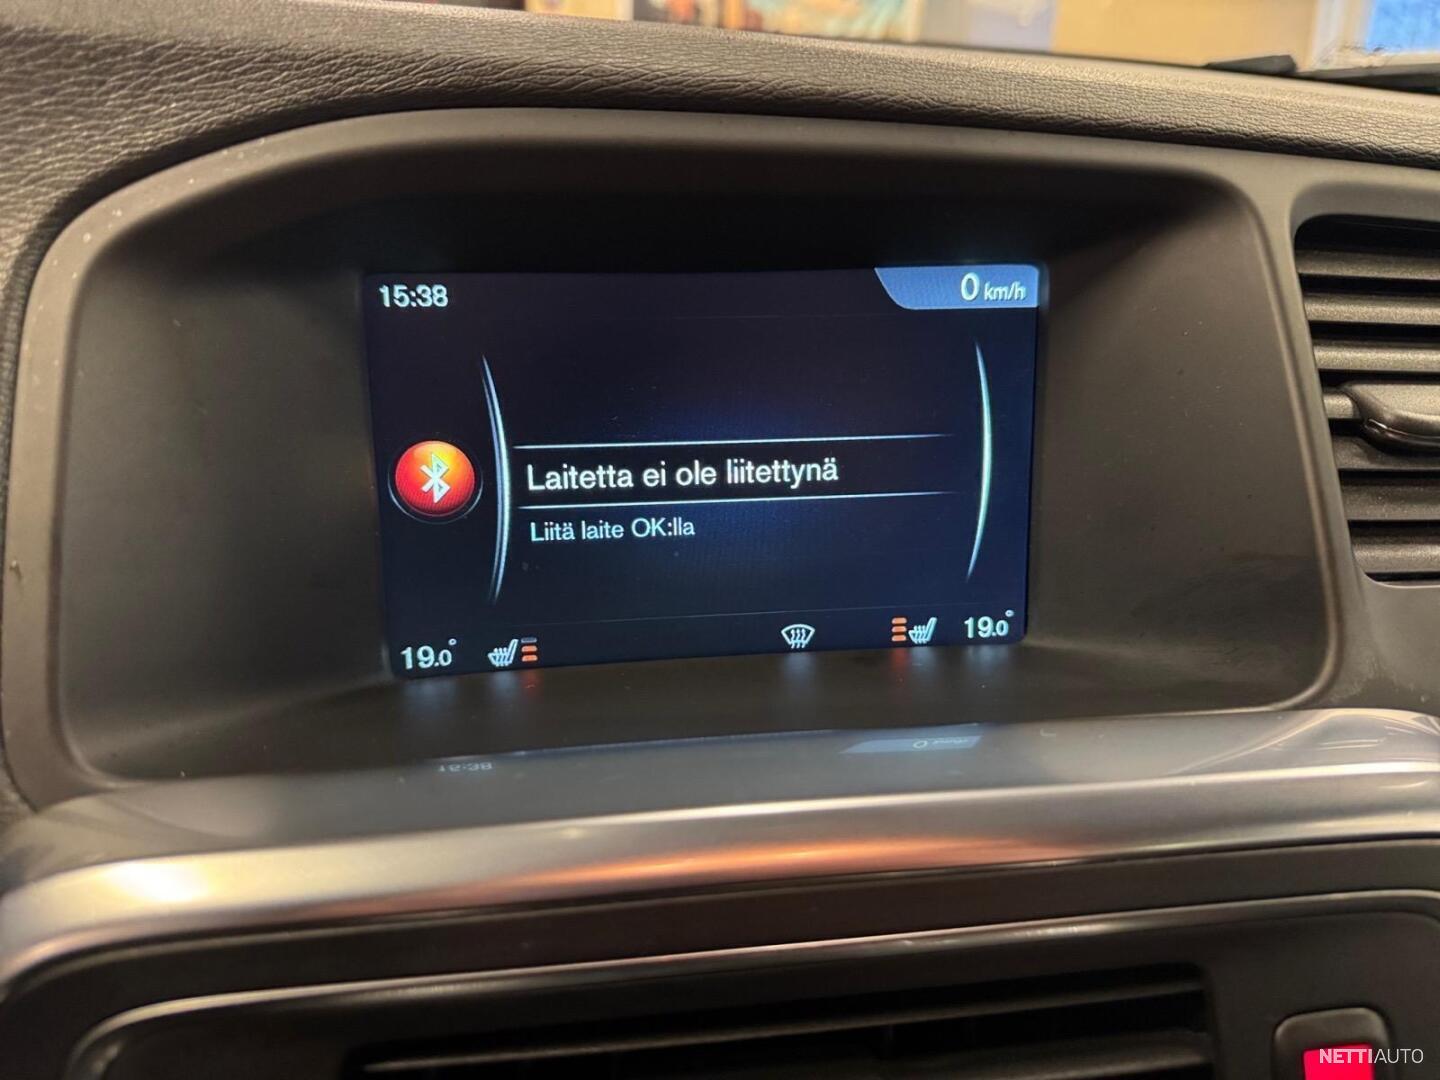 15:38
0 km/h
Laitetta ei ole liitettynä
Liitä laite OK:lla
19.0°
19.0°
NETTIAUTO